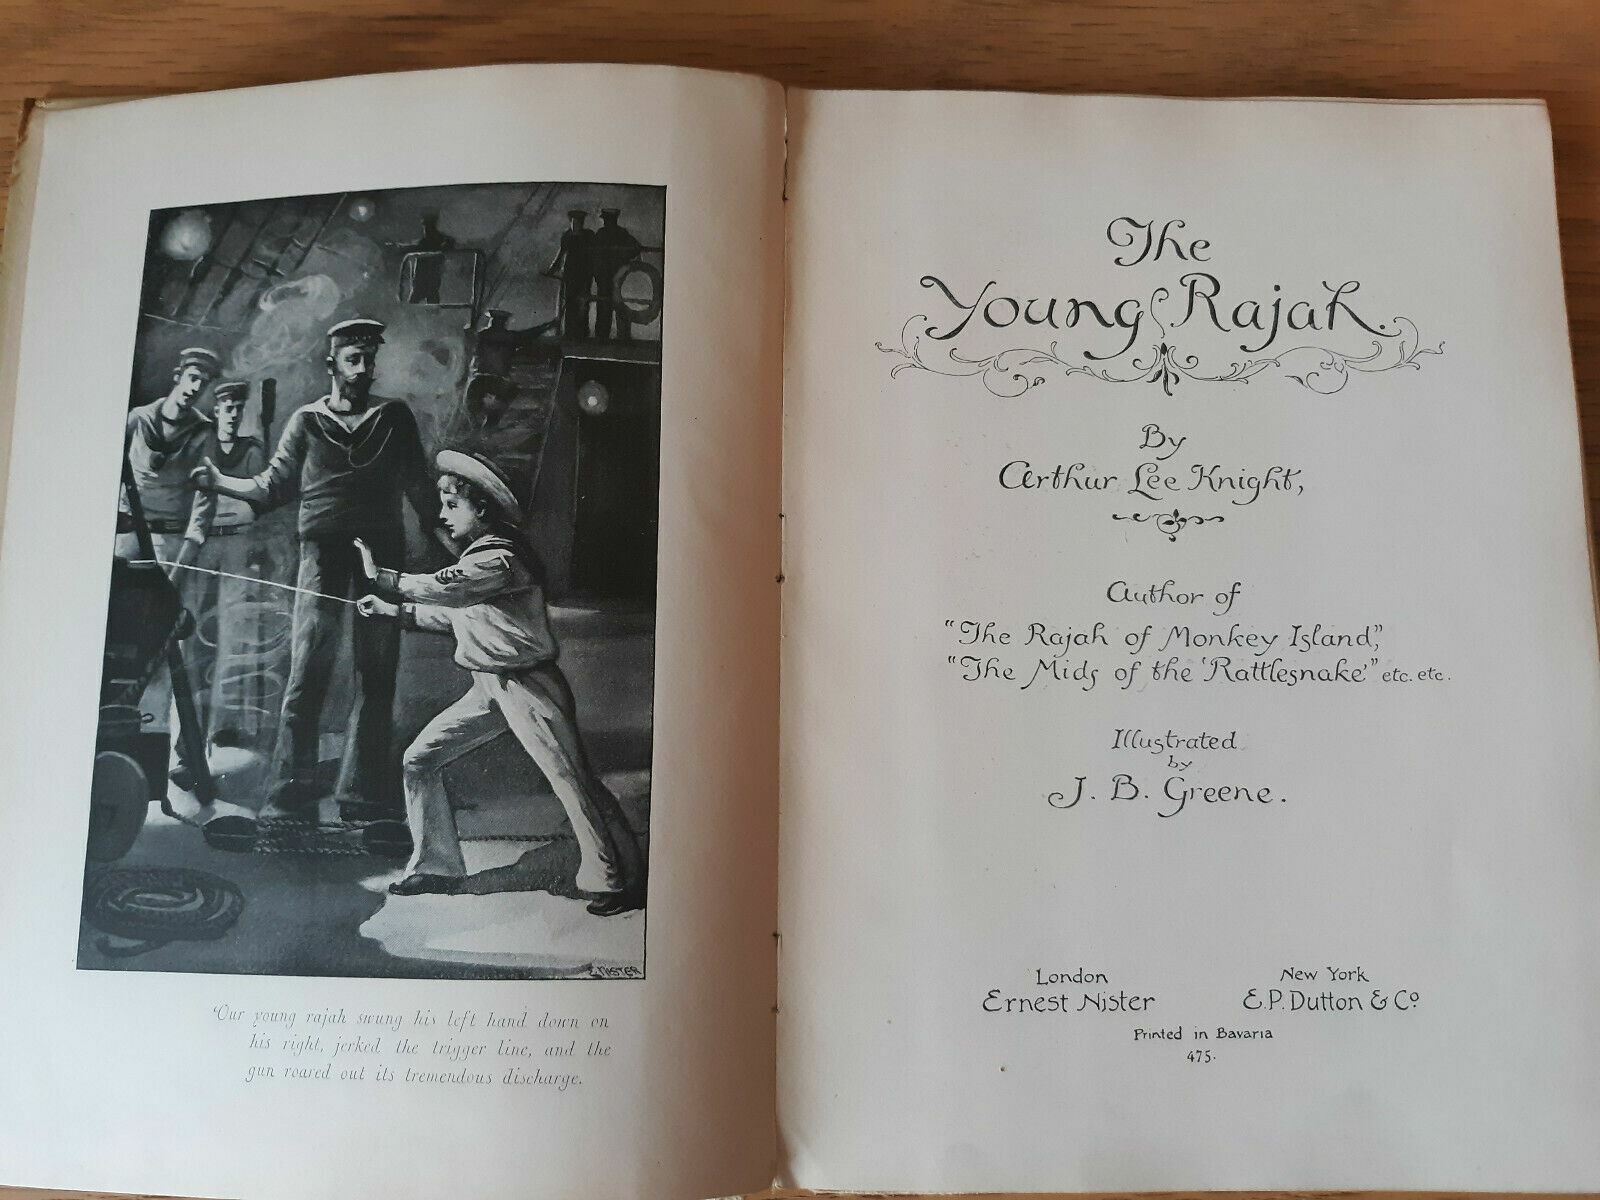 E. NISTER
'Our young rajah swung his left hand down on
his right, jerked the trigger line, and the
gun roared out its tremendous discharge.
The
Young Rajah.
By
Arthur Lee Knight,
Author of
"The Rajah of Monkey Island,"
"The Mids of the 'Rattlesnake'" etc. etc.
Illustrated
by
J. B. Greene.
London
Ernest Nister
New York
E. P. Dutton & Co
Printed in Bavaria
475.